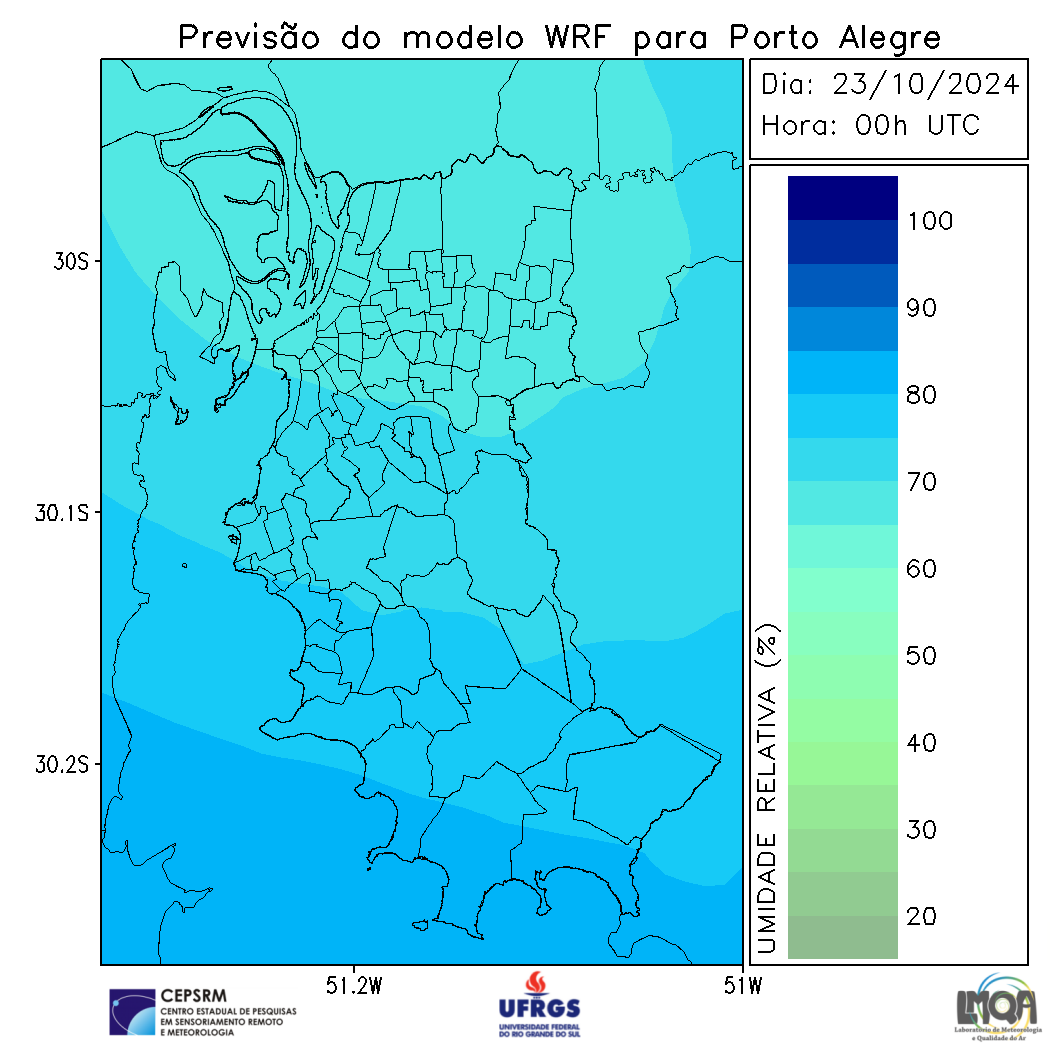 Previsão do modelo WRF para Porto Alegre
Dia: 23/10/2024
Hora: 00h UTC
100
90
80
70
60
50
40
30
20
UMIDADE RELATIVA (%)
30S
30.1S
30.2S
51.2W
51W
CEPSRM
CENTRO ESTADUAL DE PESQUISAS
EM SENSORIAMENTO REMOTO
E METEOROLOGIA
UFRGS
UNIVERSIDADE FEDERAL
DO RIO GRANDE DO SUL
LMQA
Laboratório de Meteorologia
e Qualidade do Ar